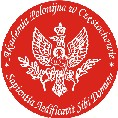 Akademia Polonijna w Częstochowie
Sapientia Aedificavit Sibi Domum